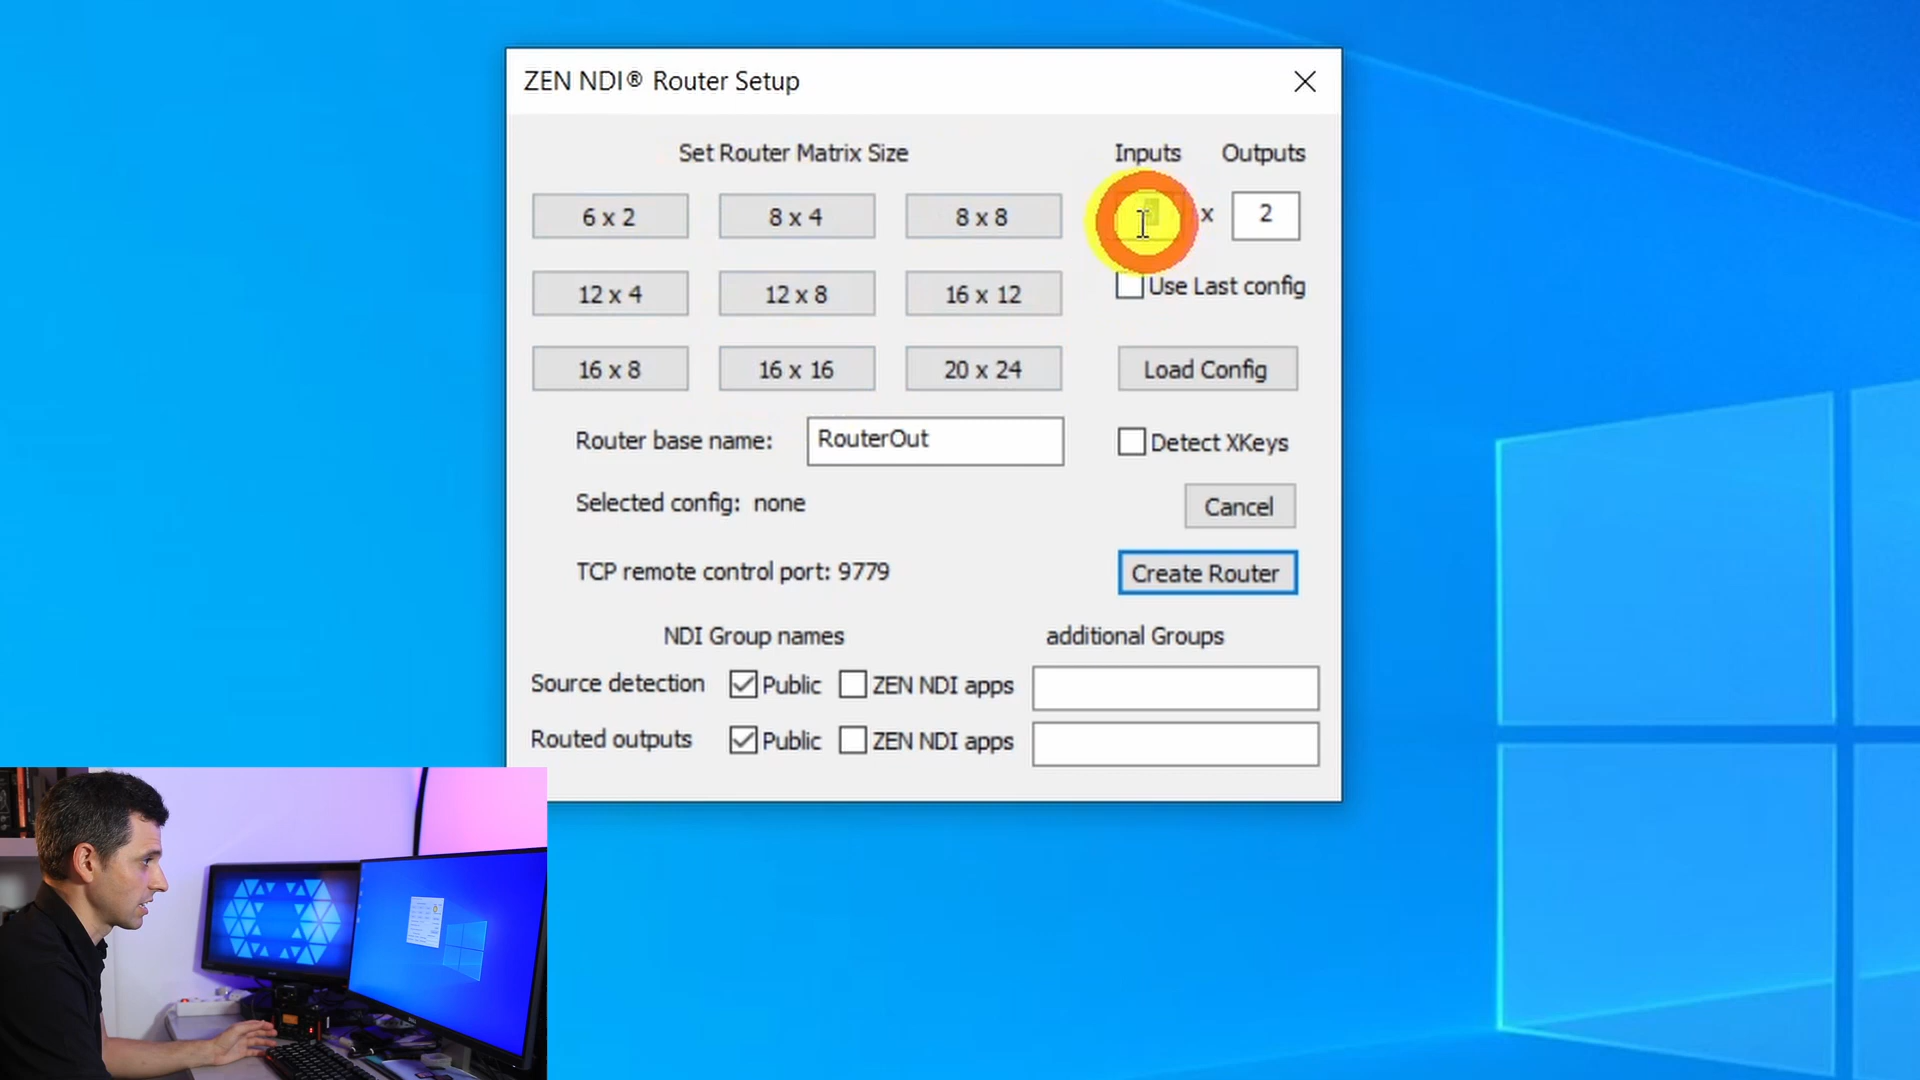 ZEN NDI® Router Setup
Set Router Matrix Size
Inputs
Outputs
6 x 2
8 x 4
8 x 8
x
2
Use Last config
12 x 4
12 x 8
16 x 12
16 x 8
16 x 16
20 x 24
Load Config
Router base name:
RouterOut
Detect XKeys
Selected config: none
Cancel
TCP remote control port: 9779
Create Router
NDI Group names
additional Groups
Source detection
Public
ZEN NDI apps
Routed outputs
Public
ZEN NDI apps